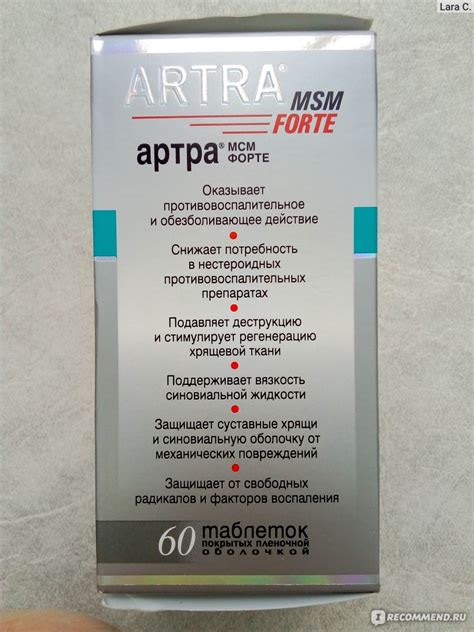 Lara C.
ARTRA® MSM
FORTE
артра® МСМ
ФОРТЕ
Оказывает
противовоспалительное
и обезболивающее действие
Снижает потребность
в нестероидных
противовоспалительных
препаратах
Подавляет деструкцию
и стимулирует регенерацию
хрящевой ткани
Поддерживает вязкость
синовиальной жидкости
Защищает суставные хрящи
и синовиальную оболочку от
механических повреждений
Защищает от свободных
радикалов и факторов воспаления
60 таблеток
покрытых пленочной
оболочкой
IRECOMMEND.RU